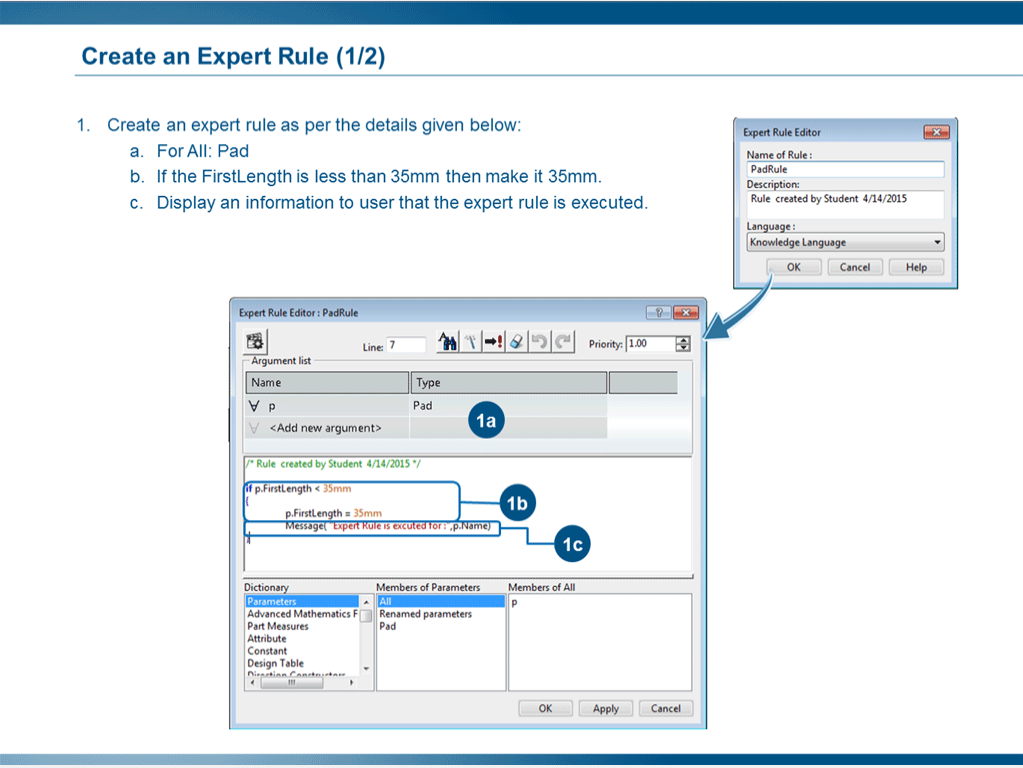 Create an Expert Rule (1/2)
1. Create an expert rule as per the details given below:
a. For All: Pad
b. If the FirstLength is less than 35mm then make it 35mm.
c. Display an information to user that the expert rule is executed.
Expert Rule Editor
Name of Rule :
PadRule
Description:
Rule created by Student 4/14/2015
Language :
Knowledge Language
OK Cancel Help
Expert Rule Editor : PadRule
Line: 7 Priority: 1.00
Argument list
Name Type
∀ p Pad
∀ <Add new argument>
1a
/* Rule created by Student 4/14/2015 */
if p.FirstLength < 35mm
{
1b
p.FirstLength = 35mm
Message( "Expert Rule is excuted for :",p.Name)
}
1c
Dictionary Members of Parameters Members of All
Parameters All p
Advanced Mathematics F Renamed parameters
Part Measures Pad
Attribute
Constant
Design Table
Direction Constructors
OK Apply Cancel